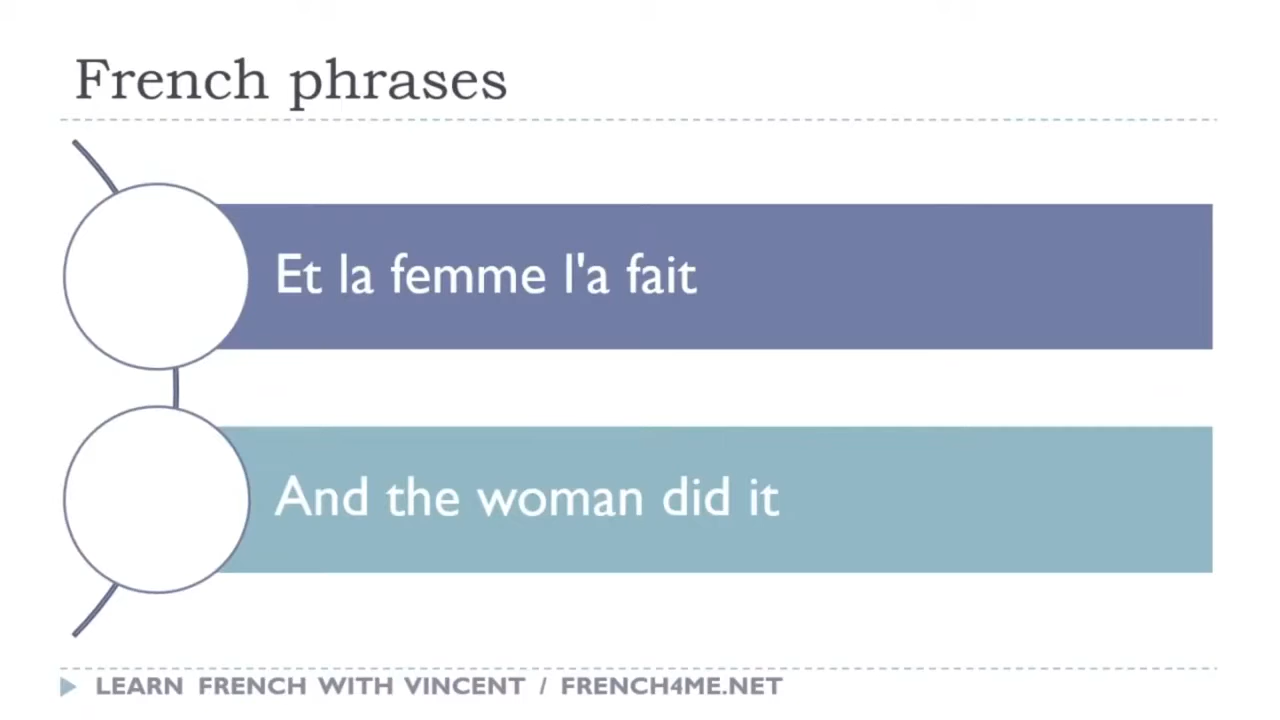 French phrases
Et la femme l'a fait
And the woman did it
LEARN FRENCH WITH VINCENT / FRENCH4ME.NET